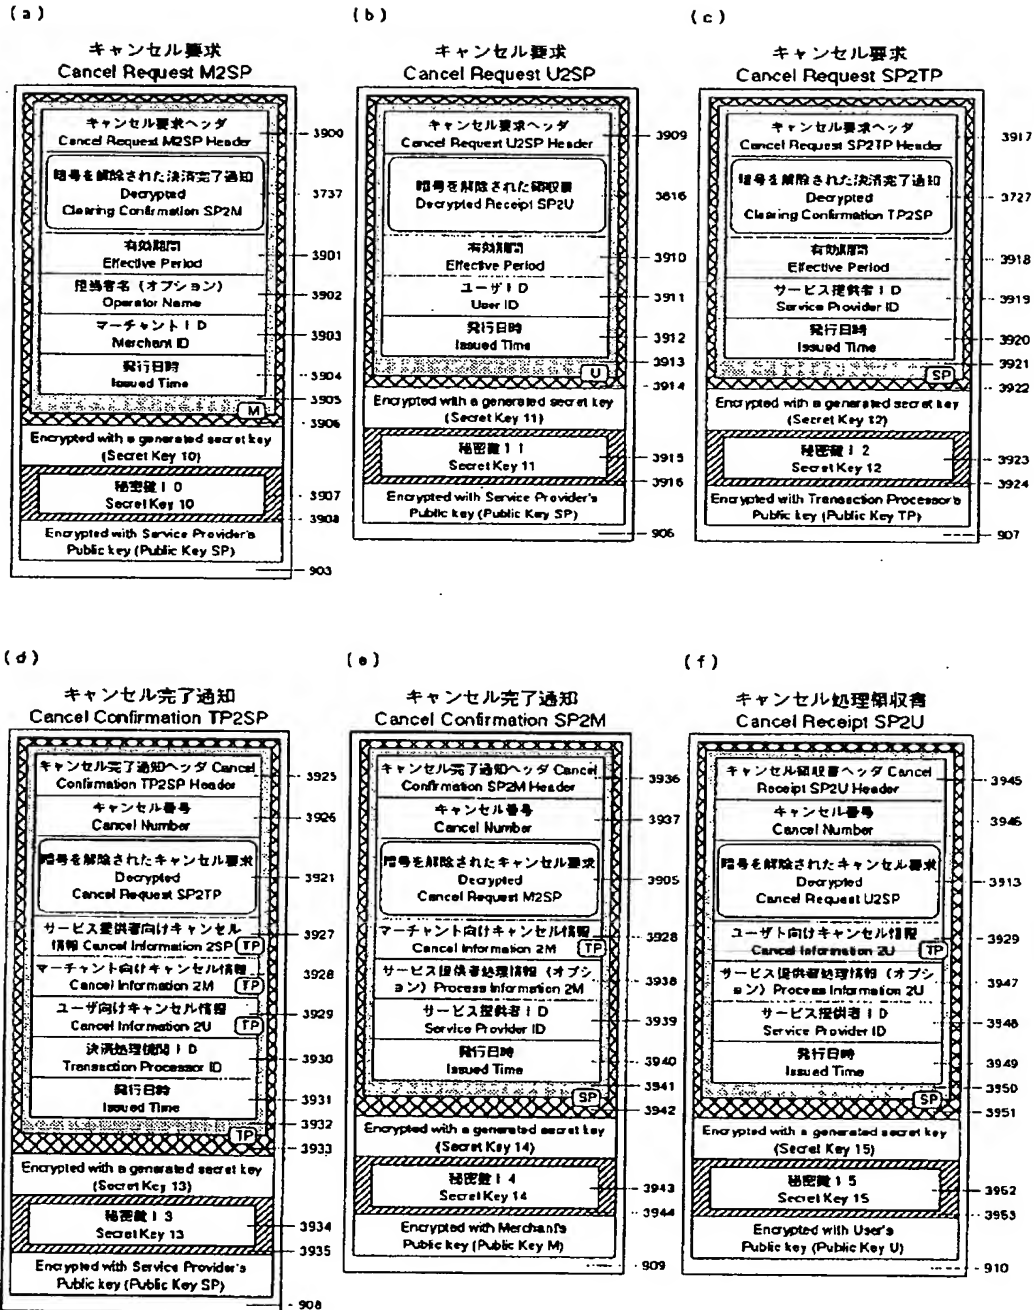 (a)
キャンセル要求
Cancel Request M2SP
キャンセル要求ヘッダ
Cancel Request M2SP Header
3900
暗号を解除された決済完了通知
Decrypted
Clearing Confirmation SP2M
3737
有効期間
Effective Period
3901
担当者名(オプション)
Operator Name
3902
マーチャントID
Merchant ID
3903
発行日時
Issued Time
3904
3905
M
3906
Encrypted with a generated secret key
(Secret Key 10)
秘密鍵10
Secret Key 10
3907
3908
Encrypted with Service Provider's
Public key (Public Key SP)
903
(b)
キャンセル要求
Cancel Request U2SP
キャンセル要求ヘッダ
Cancel Request U2SP Header
3909
暗号を解除された領収書
Decrypted Receipt SP2U
3616
有効期間
Effective Period
3910
ユーザID
User ID
3911
発行日時
Issued Time
3912
3913
U
3914
Encrypted with a generated secret key
(Secret Key 11)
秘密鍵11
Secret Key 11
3915
3916
Encrypted with Service Provider's
Public key (Public Key SP)
906
(c)
キャンセル要求
Cancel Request SP2TP
キャンセル要求ヘッダ
Cancel Request SP2TP Header
3917
暗号を解除された決済完了通知
Decrypted
Clearing Confirmation TP2SP
3727
有効期間
Effective Period
3918
サービス提供者ID
Service Provider ID
3919
発行日時
Issued Time
3920
3921
SP
3922
Encrypted with a generated secret key
(Secret Key 12)
秘密鍵12
Secret Key 12
3923
3924
Encrypted with Transaction Processor's
Public key (Public Key TP)
907
(d)
キャンセル完了通知
Cancel Confirmation TP2SP
キャンセル完了通知ヘッダ Cancel
Confirmation TP2SP Header
3925
キャンセル番号
Cancel Number
3926
暗号を解除されたキャンセル要求
Decrypted
Cancel Request SP2TP
3921
サービス提供者向けキャンセル
情報 Cancel Information 2SP TP
3927
マーチャント向けキャンセル情報
Cancel Information 2M TP
3928
ユーザ向けキャンセル情報
Cancel Information 2U TP
3929
決済処理機関ID
Transaction Processor ID
3930
発行日時
Issued Time
3931
3932
TP
3933
Encrypted with a generated secret key
(Secret Key 13)
秘密鍵13
Secret Key 13
3934
3935
Encrypted with Service Provider's
Public key (Public Key SP)
908
(e)
キャンセル完了通知
Cancel Confirmation SP2M
キャンセル完了通知ヘッダ Cancel
Confirmation SP2M Header
3936
キャンセル番号
Cancel Number
3937
暗号を解除されたキャンセル要求
Decrypted
Cancel Request M2SP
3905
マーチャント向けキャンセル情報
Cancel Information 2M TP
3928
サービス提供者処理情報(オプショ
ン)Process Information 2M
3938
サービス提供者ID
Service Provider ID
3939
発行日時
Issued Time
3940
3941
SP
3942
Encrypted with a generated secret key
(Secret Key 14)
秘密鍵14
Secret Key 14
3943
3944
Encrypted with Merchant's
Public key (Public Key M)
909
(f)
キャンセル処理領収書
Cancel Receipt SP2U
キャンセル領収書ヘッダ Cancel
Receipt SP2U Header
3945
キャンセル番号
Cancel Number
3946
暗号を解除されたキャンセル要求
Decrypted
Cancel Request U2SP
3913
ユーザ向けキャンセル情報
Cancel Information 2U TP
3929
サービス提供者処理情報(オプショ
ン)Process Information 2U
3947
サービス提供者ID
Service Provider ID
3948
発行日時
Issued Time
3949
3950
SP
3951
Encrypted with a generated secret key
(Secret Key 15)
秘密鍵15
Secret Key 15
3952
3953
Encrypted with User's
Public key (Public Key U)
910